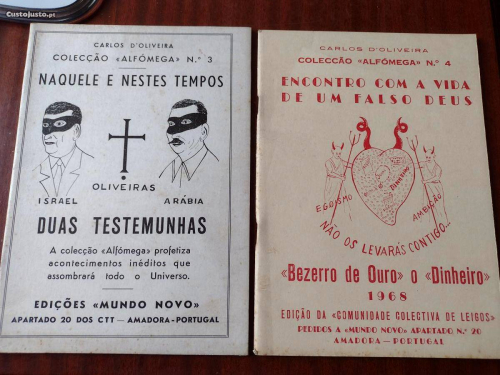 CustoJusto.pt
CARLOS D'OLIVEIRA
COLECÇÃO «ALFÓMEGA» N.º 3
NAQUELE E NESTES TEMPOS
OLIVEIRAS
ISRAEL
ARÁBIA
DUAS TESTEMUNHAS
A colecção «Alfómega» profetiza
acontecimentos inéditos que
assombrará todo o Universo.
EDIÇÕES «MUNDO NOVO»
APARTADO 20 DOS CTT — AMADORA-PORTUGAL
CARLOS D'OLIVEIRA
COLECÇÃO «ALFÓMEGA» N.º 4
ENCONTRO COM A VIDA
DE UM FALSO DEUS
DINHEIRO
EGOISMO
AMBIÇÃO
NÃO OS LEVARÁS CONTIGO...
«Bezerro de Ouro» o «Dinheiro»
1968
EDIÇÃO DA «COMUNIDADE COLECTIVA DE LEIGOS»
PEDIDOS A «MUNDO NOVO» APARTADO N.º 20
AMADORA — PORTUGAL